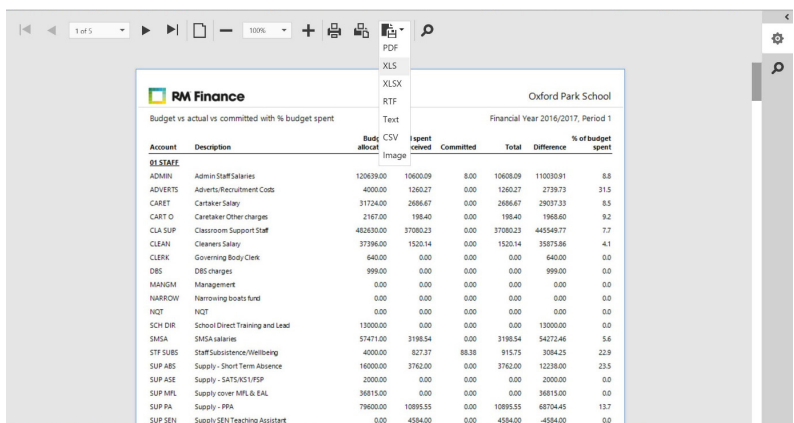 1 of 5
100%
PDF
XLS
XLSX
RTF
Text
CSV
Image
RM Finance Oxford Park School
Budget vs actual vs committed with % budget spent Financial Year 2016/2017, Period 1
Account Description Committed Total Difference % of budget spent
01 STAFF
ADMIN Admin Staff Salaries 120639.00 10600.09 8.00 10608.09 110030.91 8.8
ADVERTS Adverts/Recruitment Costs 4000.00 1260.27 0.00 1260.27 2739.73 31.5
CARET Cartaker Salary 31724.00 2686.67 0.00 2686.67 29037.33 8.5
CART O Caretaker Other charges 2167.00 198.40 0.00 198.40 1968.60 9.2
CLA SUP Classroom Support Staff 482630.00 37080.23 0.00 37080.23 445549.77 7.7
CLEAN Cleaners Salary 37396.00 1520.14 0.00 1520.14 35875.86 4.1
CLERK Governing Body Clerk 640.00 0.00 0.00 0.00 640.00 0.0
DBS DBS charges 999.00 0.00 0.00 0.00 999.00 0.0
MANGM Management 0.00 0.00 0.00 0.00 0.00 0.0
NARROW Narrowing boats fund 0.00 0.00 0.00 0.00 0.00 0.0
NQT NQT 0.00 0.00 0.00 0.00 0.00 0.0
SCH DIR School Direct Training and Lead 13000.00 0.00 0.00 0.00 13000.00 0.0
SMSA SMSA salaries 57471.00 3198.54 0.00 3198.54 54272.46 5.6
STF SUBS Staff Subsistence/Wellbeing 4000.00 827.37 88.38 915.75 3084.25 22.9
SUP ABS Supply - Short Term Absence 16000.00 3762.00 0.00 3762.00 12238.00 23.5
SUP ASE Supply - SATS/KS1/FSP 2000.00 0.00 0.00 0.00 2000.00 0.0
SUP MFL Supply cover MFL & EAL 36815.00 0.00 0.00 0.00 36815.00 0.0
SUP PA Supply - PPA 79600.00 10895.55 0.00 10895.55 68704.45 13.7
SUP SEN Supply SEN Teaching Assistant 0.00 4584.00 0.00 4584.00 -4584.00 0.0